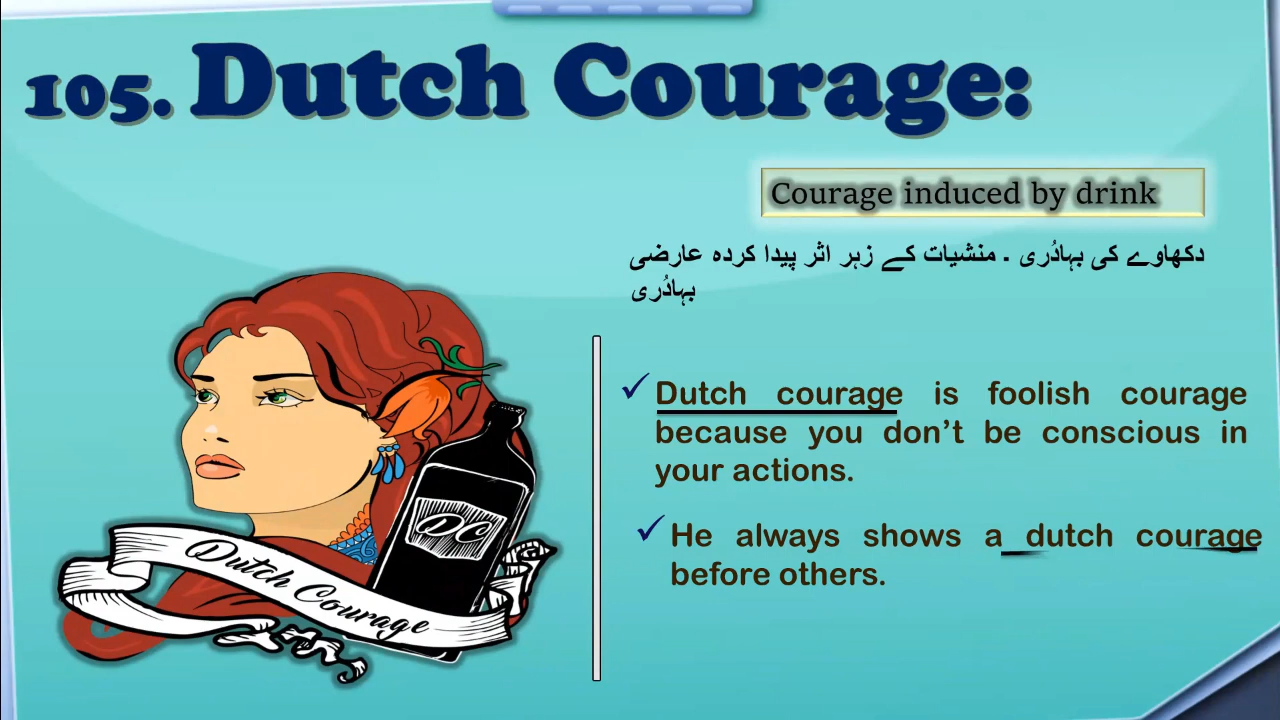 105. Dutch Courage:
Courage induced by drink
دکھاوے کی بہادُری ۔ منشیات کے زہر اثر پیدا کردہ عارضی
بہادُری
Dutch courage is foolish courage
because you don’t be conscious in
your actions.
He always shows a dutch courage
before others.
DC
Dutch Courage